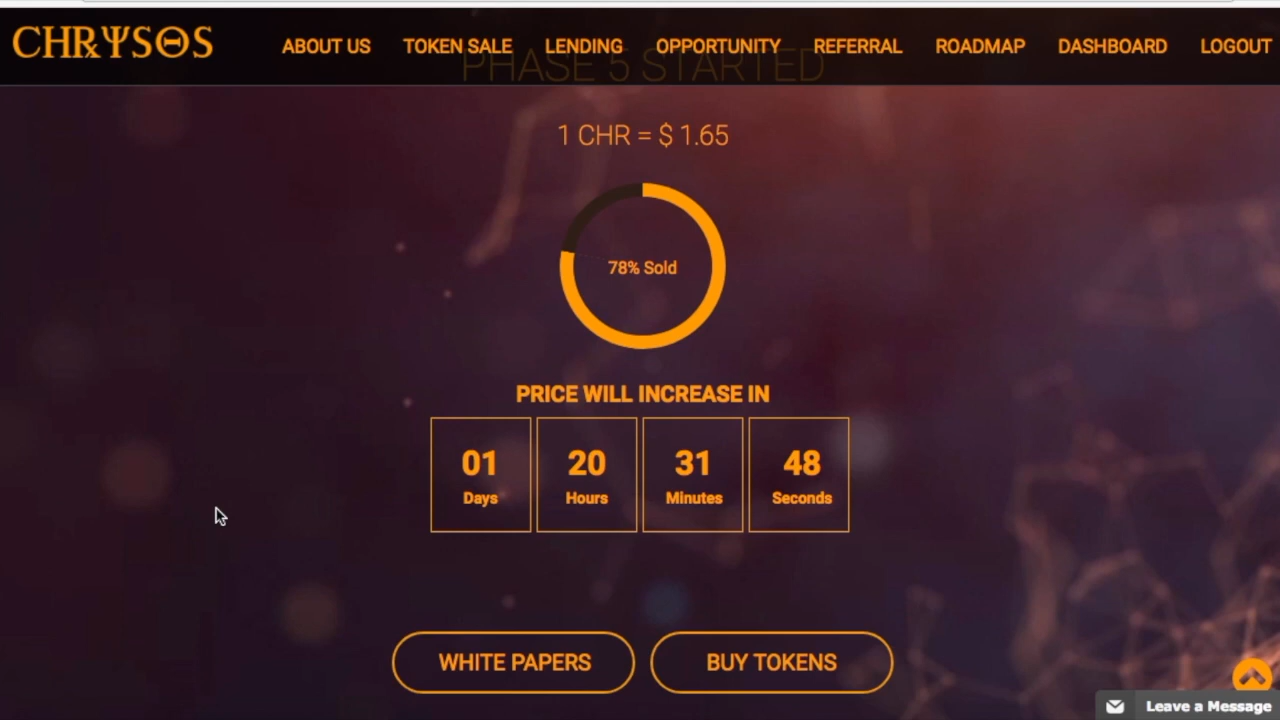 CHRYSOS
ABOUT US TOKEN SALE LENDING OPPORTUNITY REFERRAL ROADMAP DASHBOARD LOGOUT
PHASE 5 STARTED
1 CHR = $ 1.65
78% Sold
PRICE WILL INCREASE IN
01 20 31 48
Days Hours Minutes Seconds
WHITE PAPERS BUY TOKENS
Leave a Message